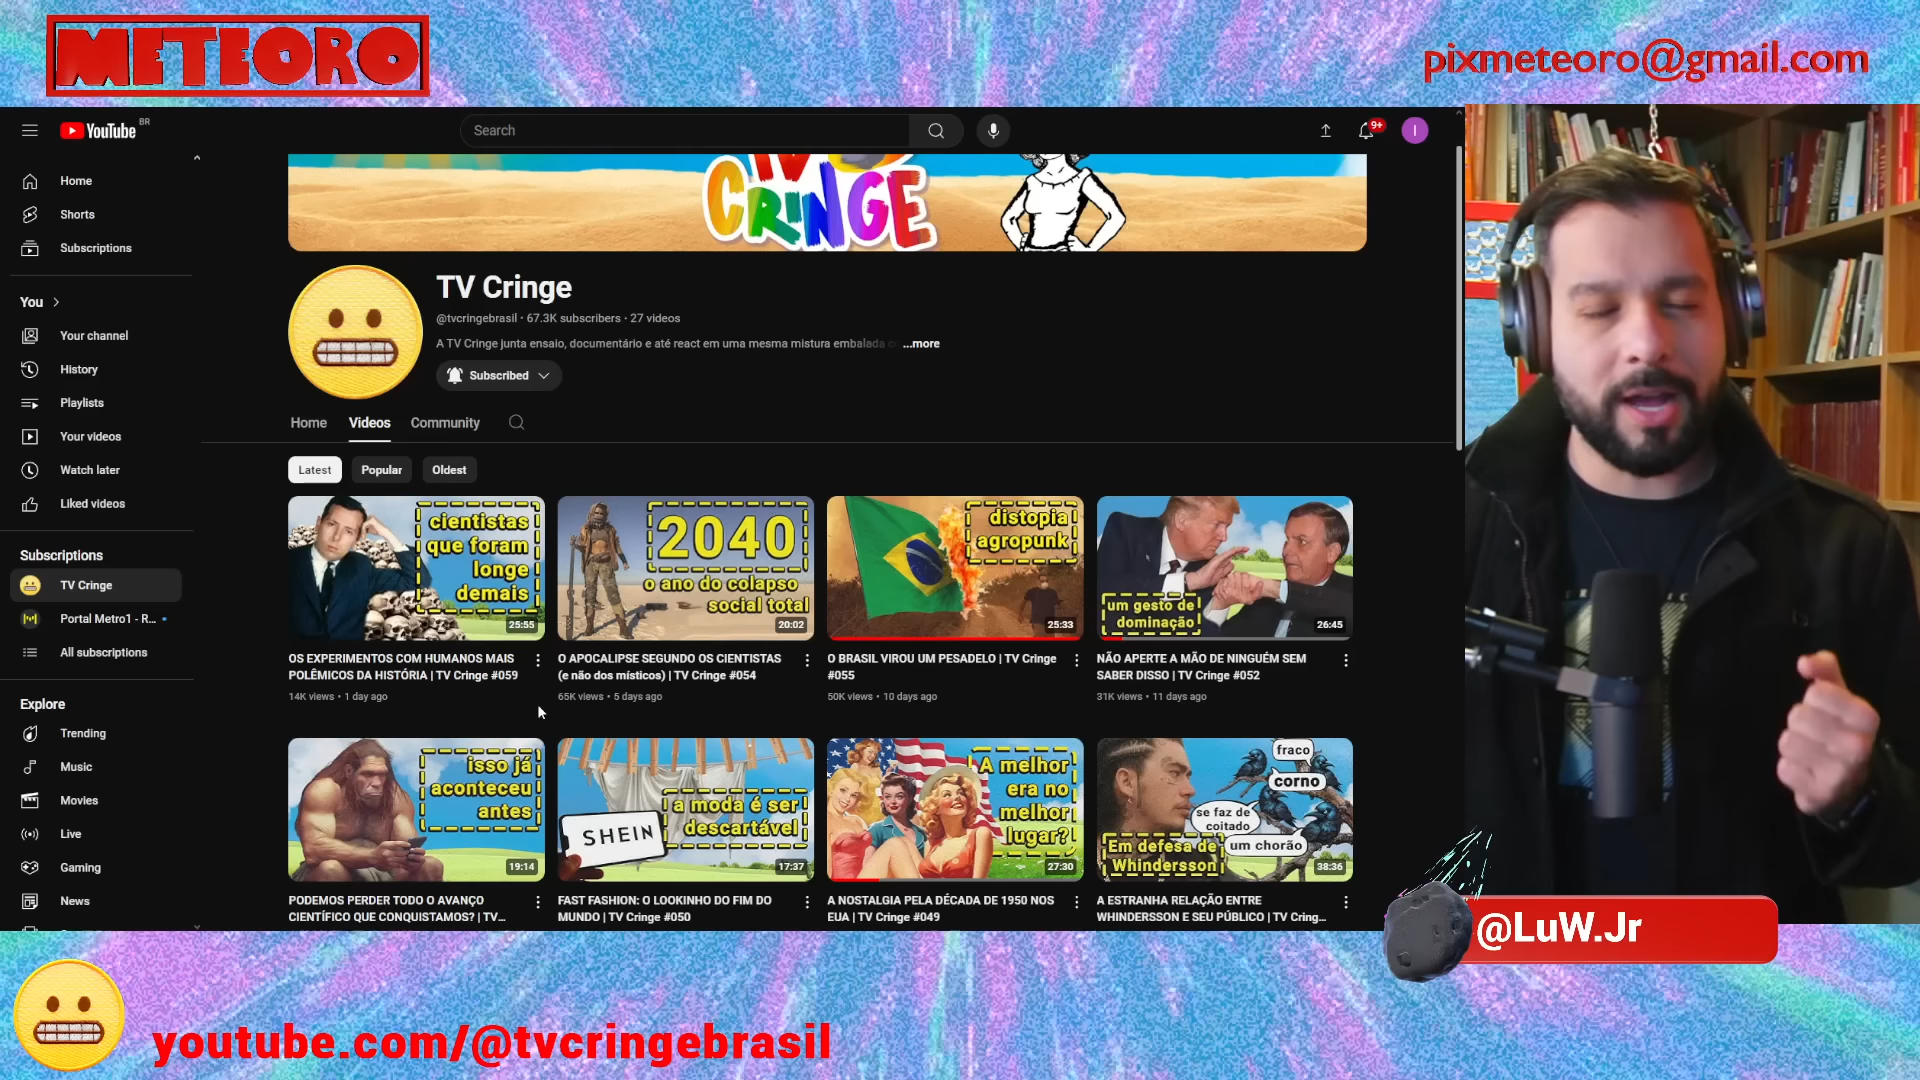 METEORO
pixmeteoro@gmail.com
YouTube BR
Search
9+
I
Home
Shorts
Subscriptions
You
Your channel
History
Playlists
Your videos
Watch later
Liked videos
Subscriptions
TV Cringe
Portal Metro1 - R...
All subscriptions
Explore
Trending
Music
Movies
Live
Gaming
News
CRINGE
TV Cringe
@tvcringebrasil • 67.3K subscribers • 27 videos
A TV Cringe junta ensaio, documentário e até react em uma mesma mistura embalada ...more
Subscribed
Home Videos Community
Latest Popular Oldest
cientistas
que foram
longe
demais
25:55
2040
o ano do colapso
social total
20:02
distopia
agropunk
25:33
um gesto de
dominação
26:45
OS EXPERIMENTOS COM HUMANOS MAIS
POLÊMICOS DA HISTÓRIA | TV Cringe #059
14K views • 1 day ago
O APOCALIPSE SEGUNDO OS CIENTISTAS
(e não dos místicos) | TV Cringe #054
65K views • 5 days ago
O BRASIL VIROU UM PESADELO | TV Cringe
#055
50K views • 10 days ago
NÃO APERTE A MÃO DE NINGUÉM SEM
SABER DISSO | TV Cringe #052
31K views • 11 days ago
isso já
aconteceu
antes
19:14
SHEIN
a moda é ser
descartável
17:37
A melhor
era no
melhor
lugar?
27:30
fraco
corno
se faz de
coitado
um chorão
Em defesa de
Whindersson
38:36
PODEMOS PERDER TODO O AVANÇO
CIENTÍFICO QUE CONQUISTAMOS? | TV...
FAST FASHION: O LOOKINHO DO FIM DO
MUNDO | TV Cringe #050
A NOSTALGIA PELA DÉCADA DE 1950 NOS
EUA | TV Cringe #049
A ESTRANHA RELAÇÃO ENTRE
WHINDERSSON E SEU PÚBLICO | TV Cring...
@LuW.Jr
youtube.com/@tvcringebrasil